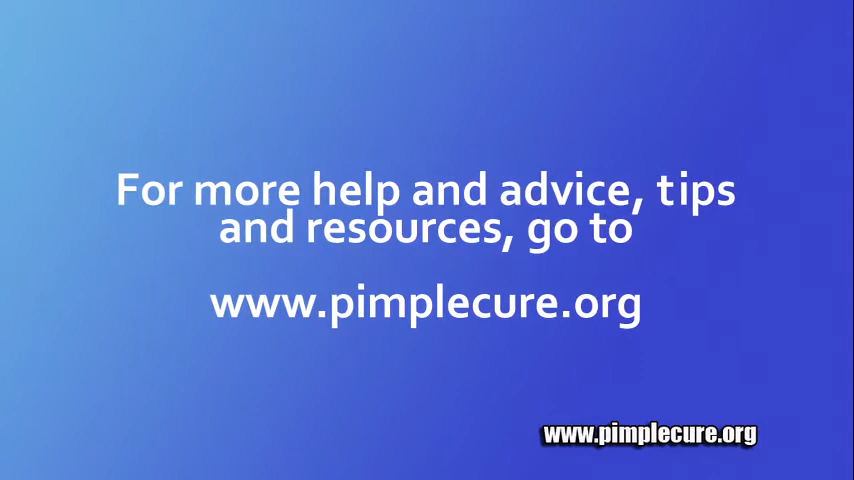 For more help and advice, tips
and resources, go to
www.pimplecure.org
www.pimplecure.org